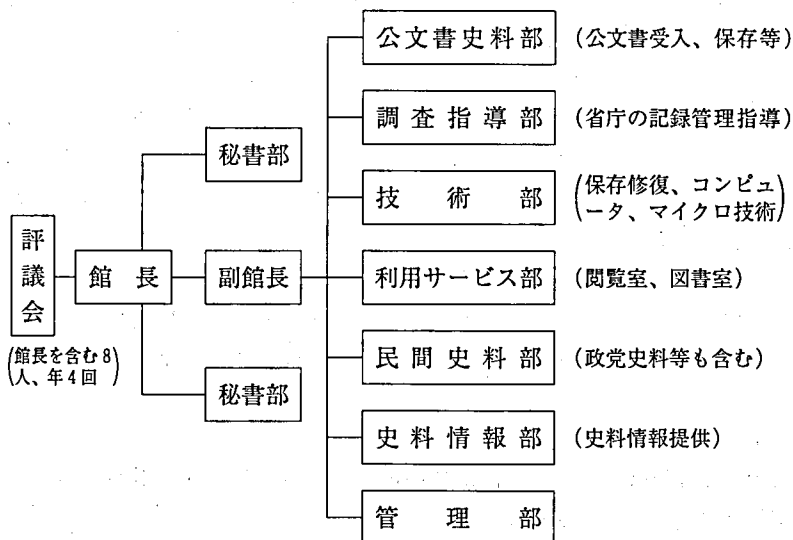 公文書史料部 (公文書受入、保存等)
調査指導部 (省庁の記録管理指導)
秘書部
技術部 (保存修復、コンピュ
ータ、マイクロ技術)
評議会
館長
副館長
利用サービス部 (閲覧室、図書室)
(館長を含む8
人、年4回)
民間史料部 (政党史料等も含む)
秘書部
史料情報部 (史料情報提供)
管理部